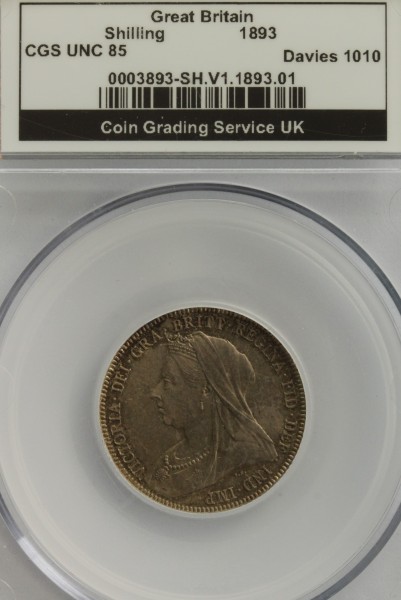 Great Britain
Shilling 1893
CGS UNC 85 Davies 1010
0003893-SH.V1.1893.01
Coin Grading Service UK
VICTORIA · DEI · GRA · BRITT · REGINA · FID · DEF · IND · IMP ·